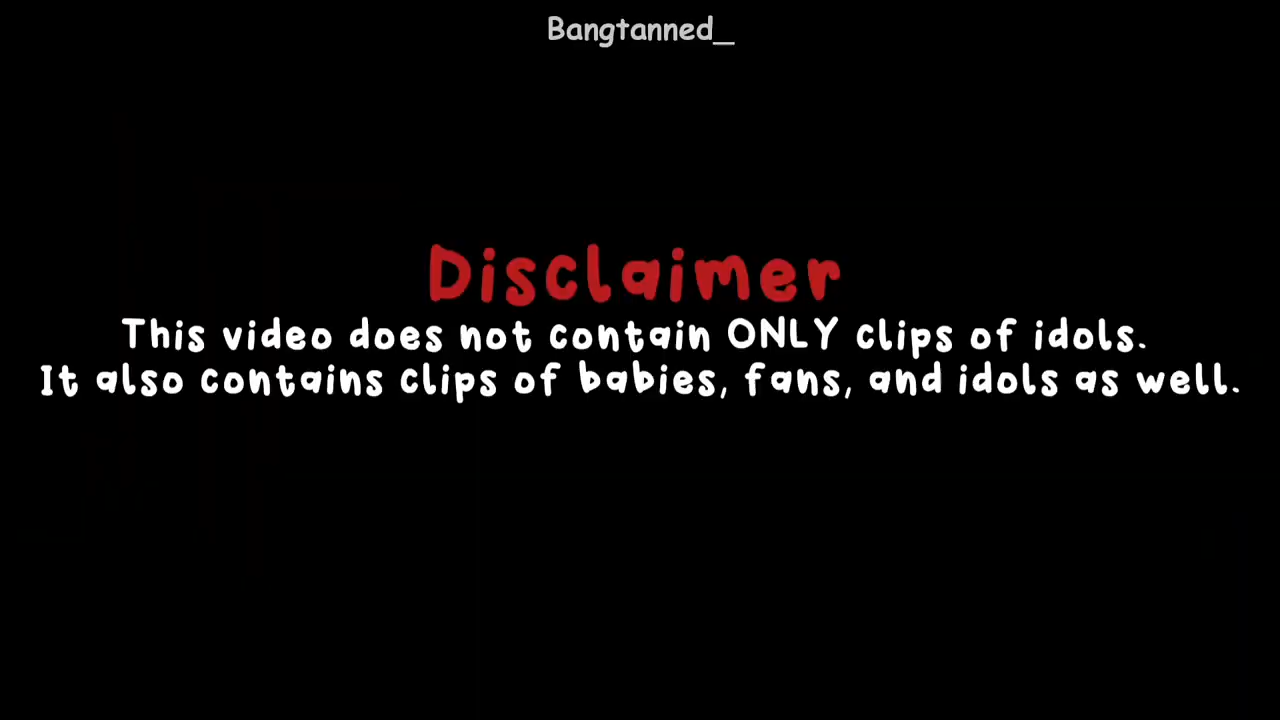 Bangtanned_
Disclaimer
This video does not contain ONLY clips of idols.
It also contains clips of babies, fans, and idols as well.